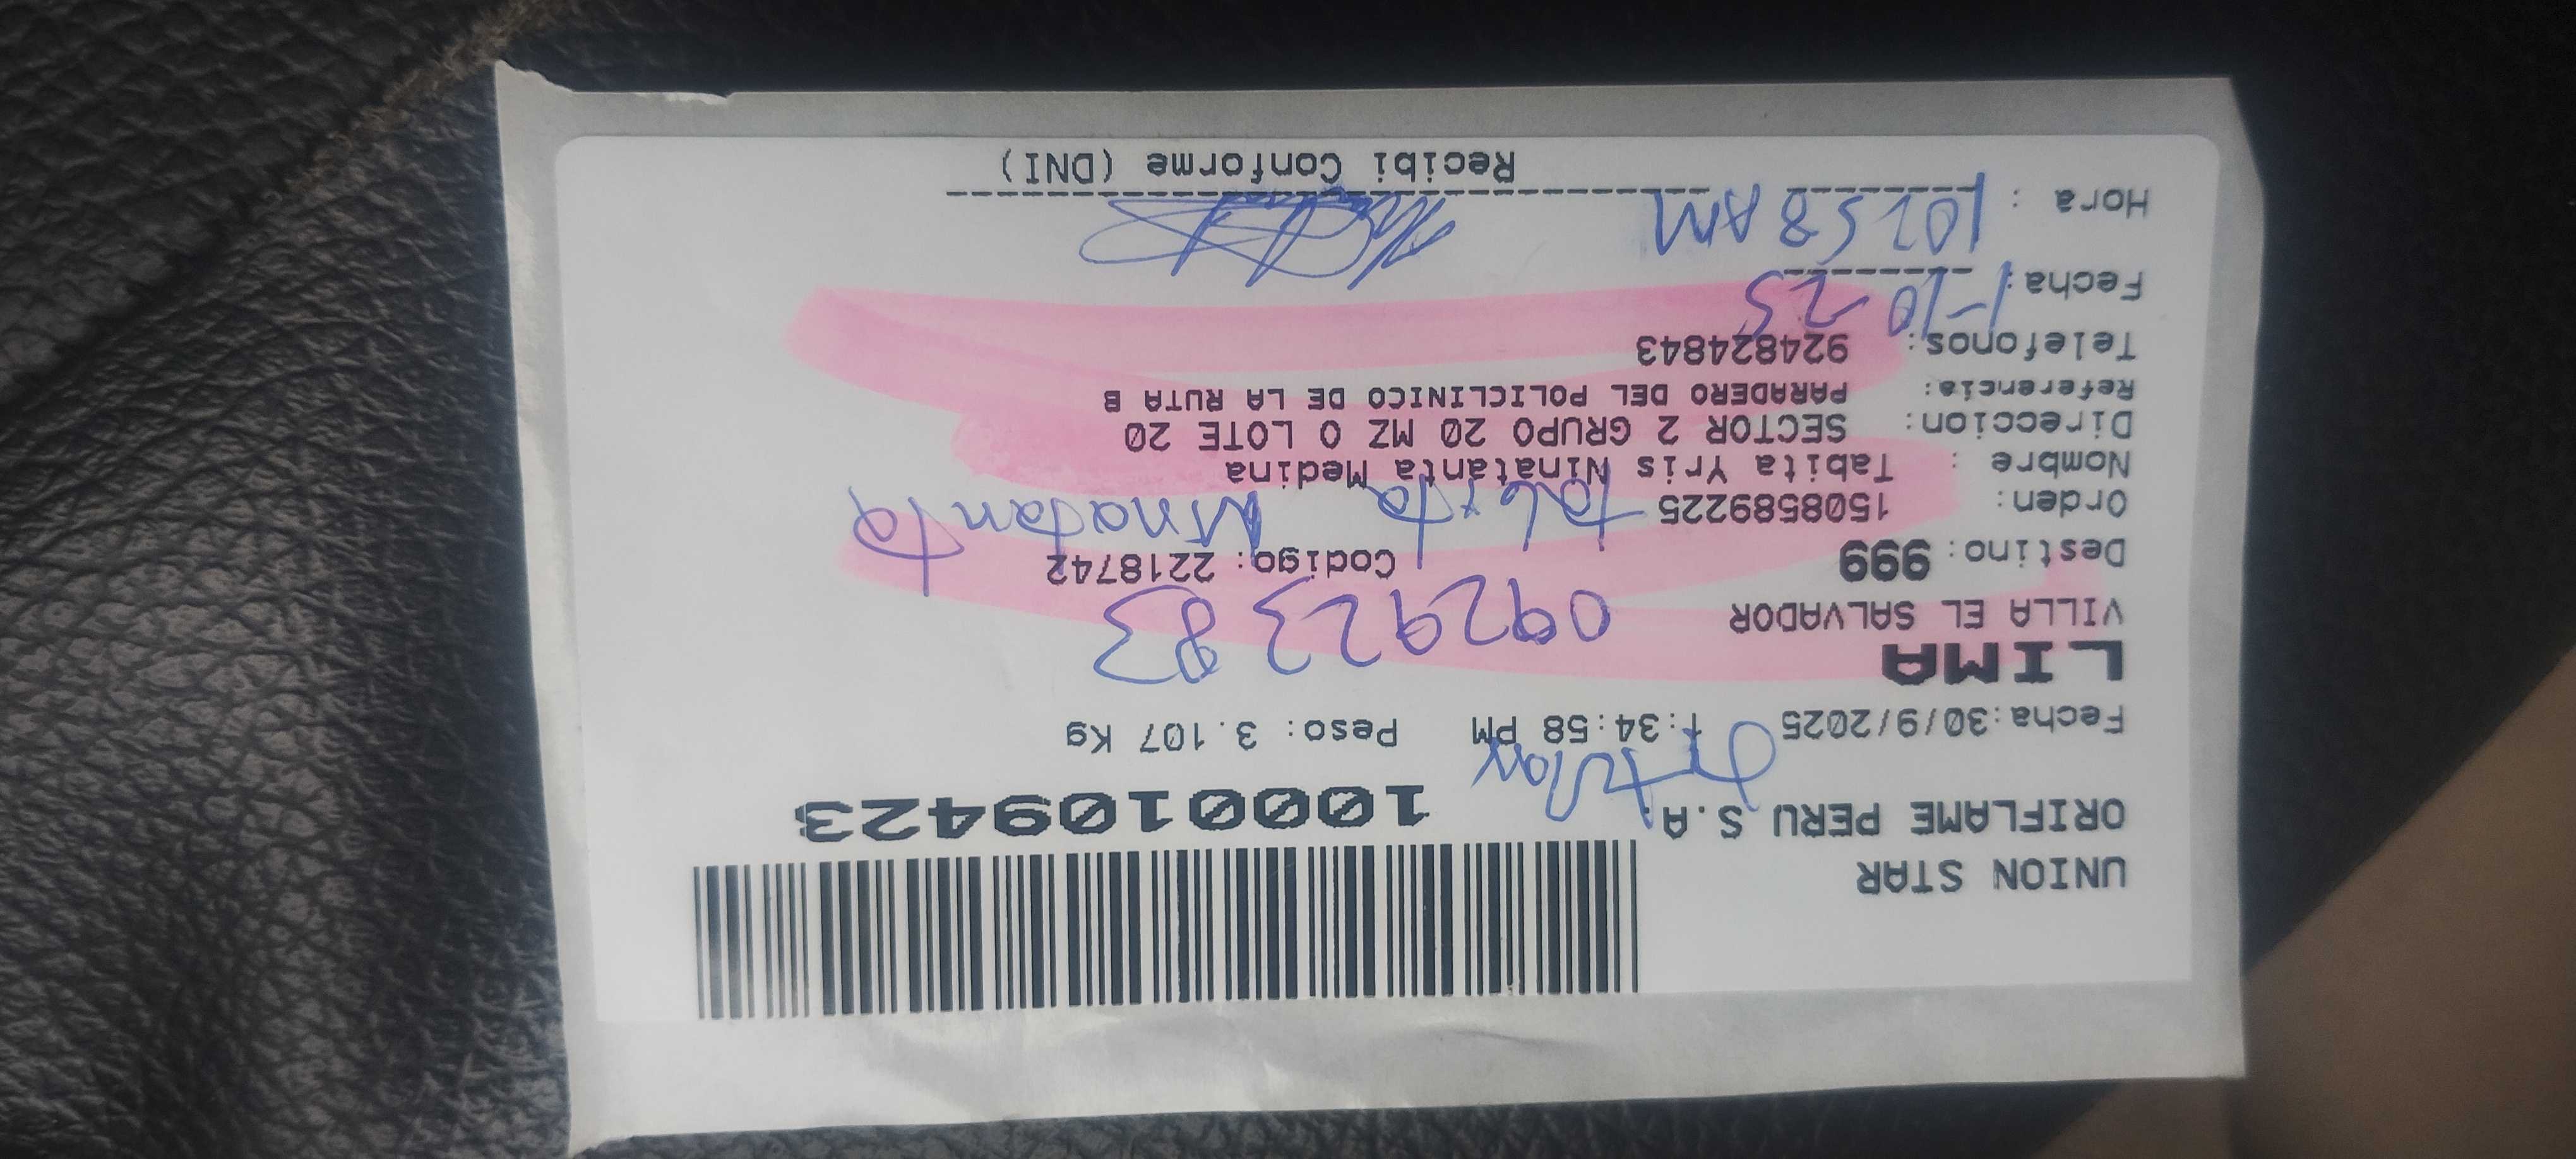 UNION STAR
ORIFLAME PERU S.A.
1000109423
Fecha:30/9/2025 1:34:58 PM Peso: 3.107 Kg
LIMA
VILLA EL SALVADOR
09292383
Destino: 999 Codigo: 2218742
Orden: 1508589225
Tabita Ninatanta
Nombre : Tabita Yris Ninatanta Medina
Direccion: SECTOR 2 GRUPO 20 MZ O LOTE 20
Referencia: PARADERO DEL POLICLINICO DE LA RUTA B
Telefonos: 924824843
Fecha: 1-10-25
Hora : 10:58 AM
Recibi Conforme (DNI)